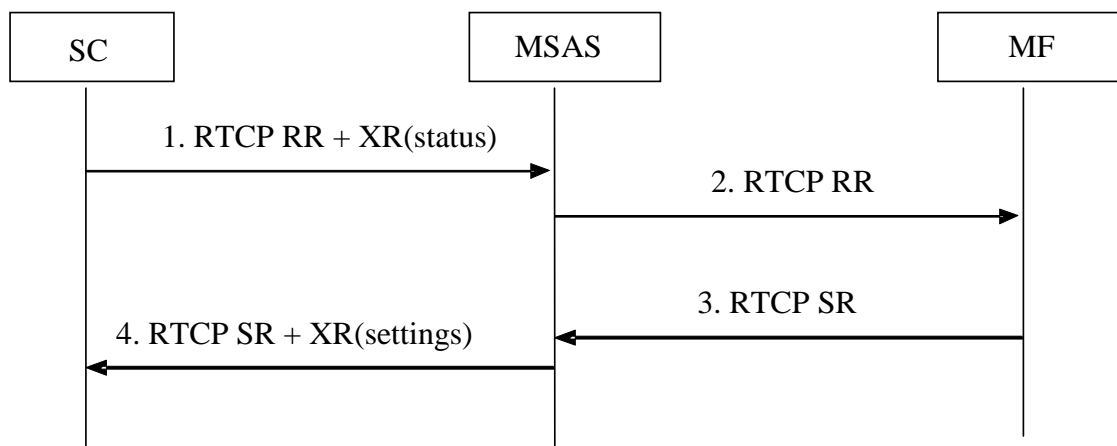 SC
MSAS
MF
1. RTCP RR + XR(status)
2. RTCP RR
3. RTCP SR
4. RTCP SR + XR(settings)